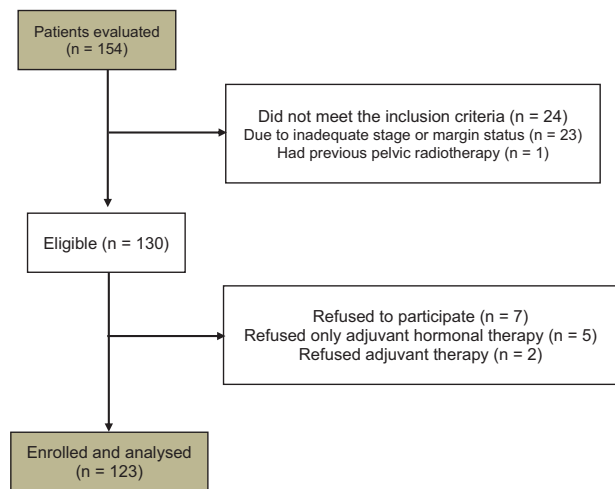 Patients evaluated
(n = 154)
Did not meet the inclusion criteria (n = 24)
Due to inadequate stage or margin status (n = 23)
Had previous pelvic radiotherapy (n = 1)
Eligible (n = 130)
Refused to participate (n = 7)
Refused only adjuvant hormonal therapy (n = 5)
Refused adjuvant therapy (n = 2)
Enrolled and analysed
(n = 123)